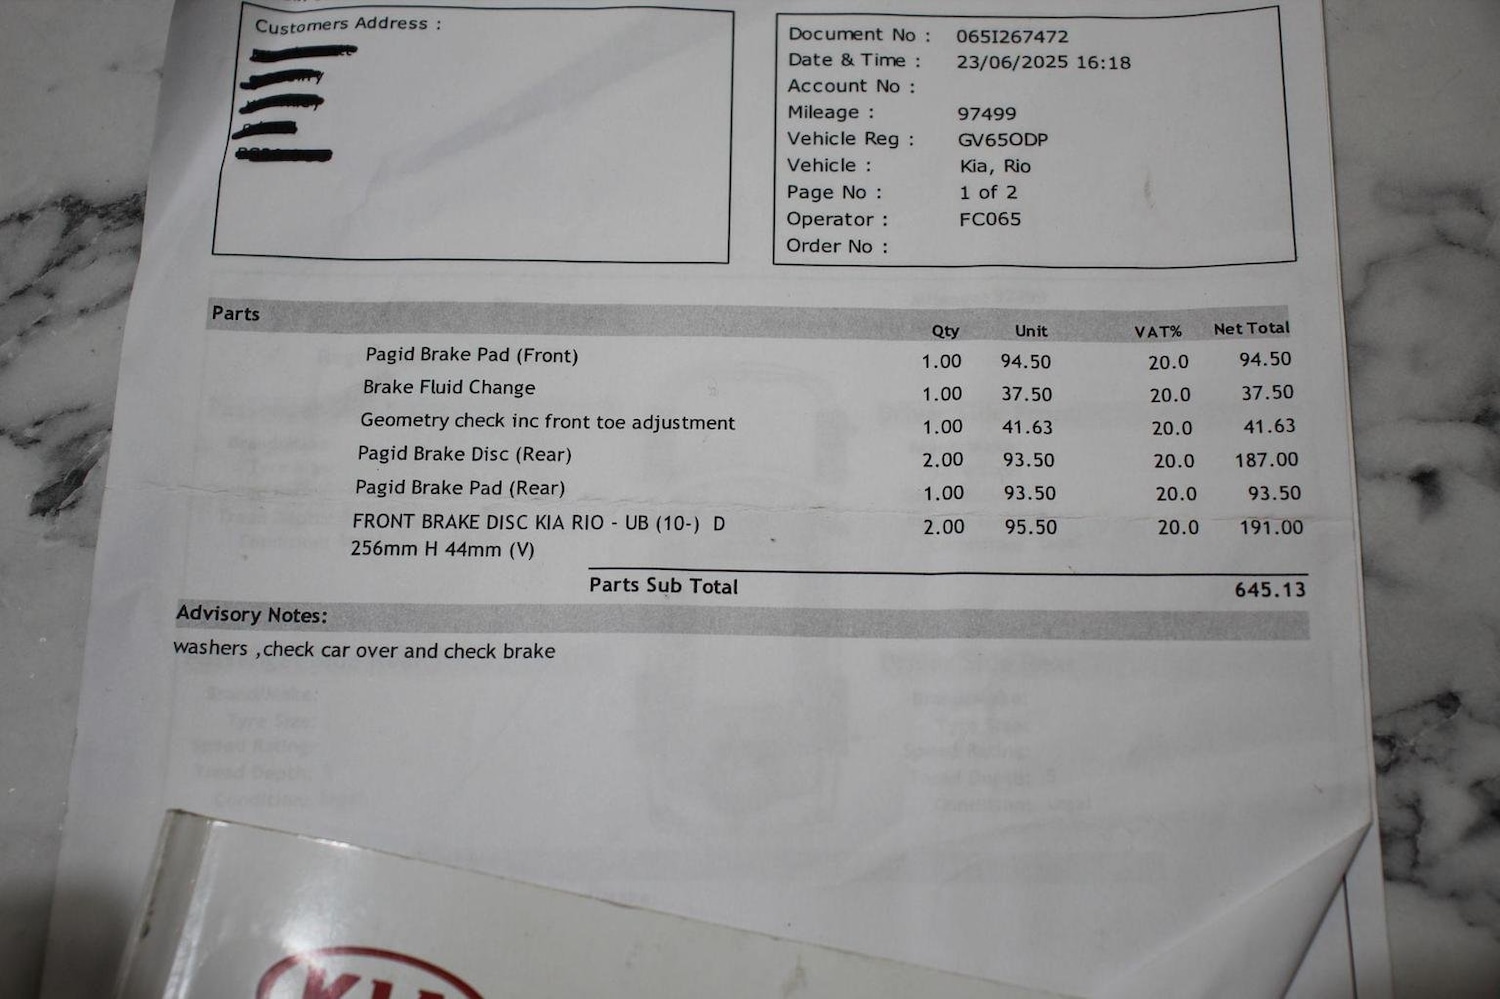 Customers Address :
Document No : 065I267472
Date & Time : 23/06/2025 16:18
Account No :
Mileage : 97499
Vehicle Reg : GV65ODP
Vehicle : Kia, Rio
Page No : 1 of 2
Operator : FC065
Order No :
Parts Qty Unit VAT% Net Total
Pagid Brake Pad (Front) 1.00 94.50 20.0 94.50
Brake Fluid Change 1.00 37.50 20.0 37.50
Geometry check inc front toe adjustment 1.00 41.63 20.0 41.63
Pagid Brake Disc (Rear) 2.00 93.50 20.0 187.00
Pagid Brake Pad (Rear) 1.00 93.50 20.0 93.50
FRONT BRAKE DISC KIA RIO - UB (10-) D 2.00 95.50 20.0 191.00
256mm H 44mm (V)
Parts Sub Total 645.13
Advisory Notes:
washers ,check car over and check brake
KIA